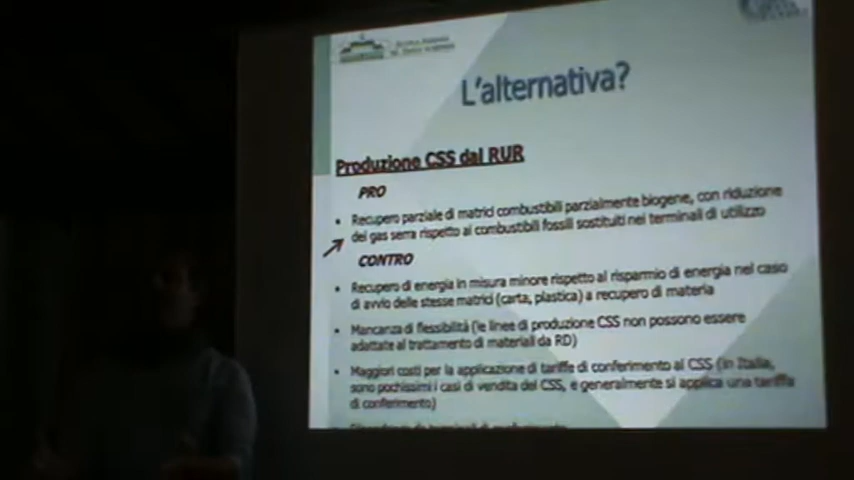 L'alternativa?
Produzione CSS dal RUR
PRO
• Recupero parziale di matrici combustibili parzialmente biogene, con riduzione
dei gas serra rispetto ai combustibili fossili sostituiti nei terminali di utilizzo
CONTRO
• Recupero di energia in misura minore rispetto al risparmio di energia nel caso
di avvio delle stesse matrici (carta, plastica) a recupero di materia
• Mancanza di flessibilità (le linee di produzione CSS non possono essere
adattate al trattamento di materiali da RD)
• Maggiori costi per la applicazione di tariffe di conferimento al CSS (in Italia,
sono pochissimi i casi di vendita del CSS, e generalmente si applica una tariffa
di conferimento)